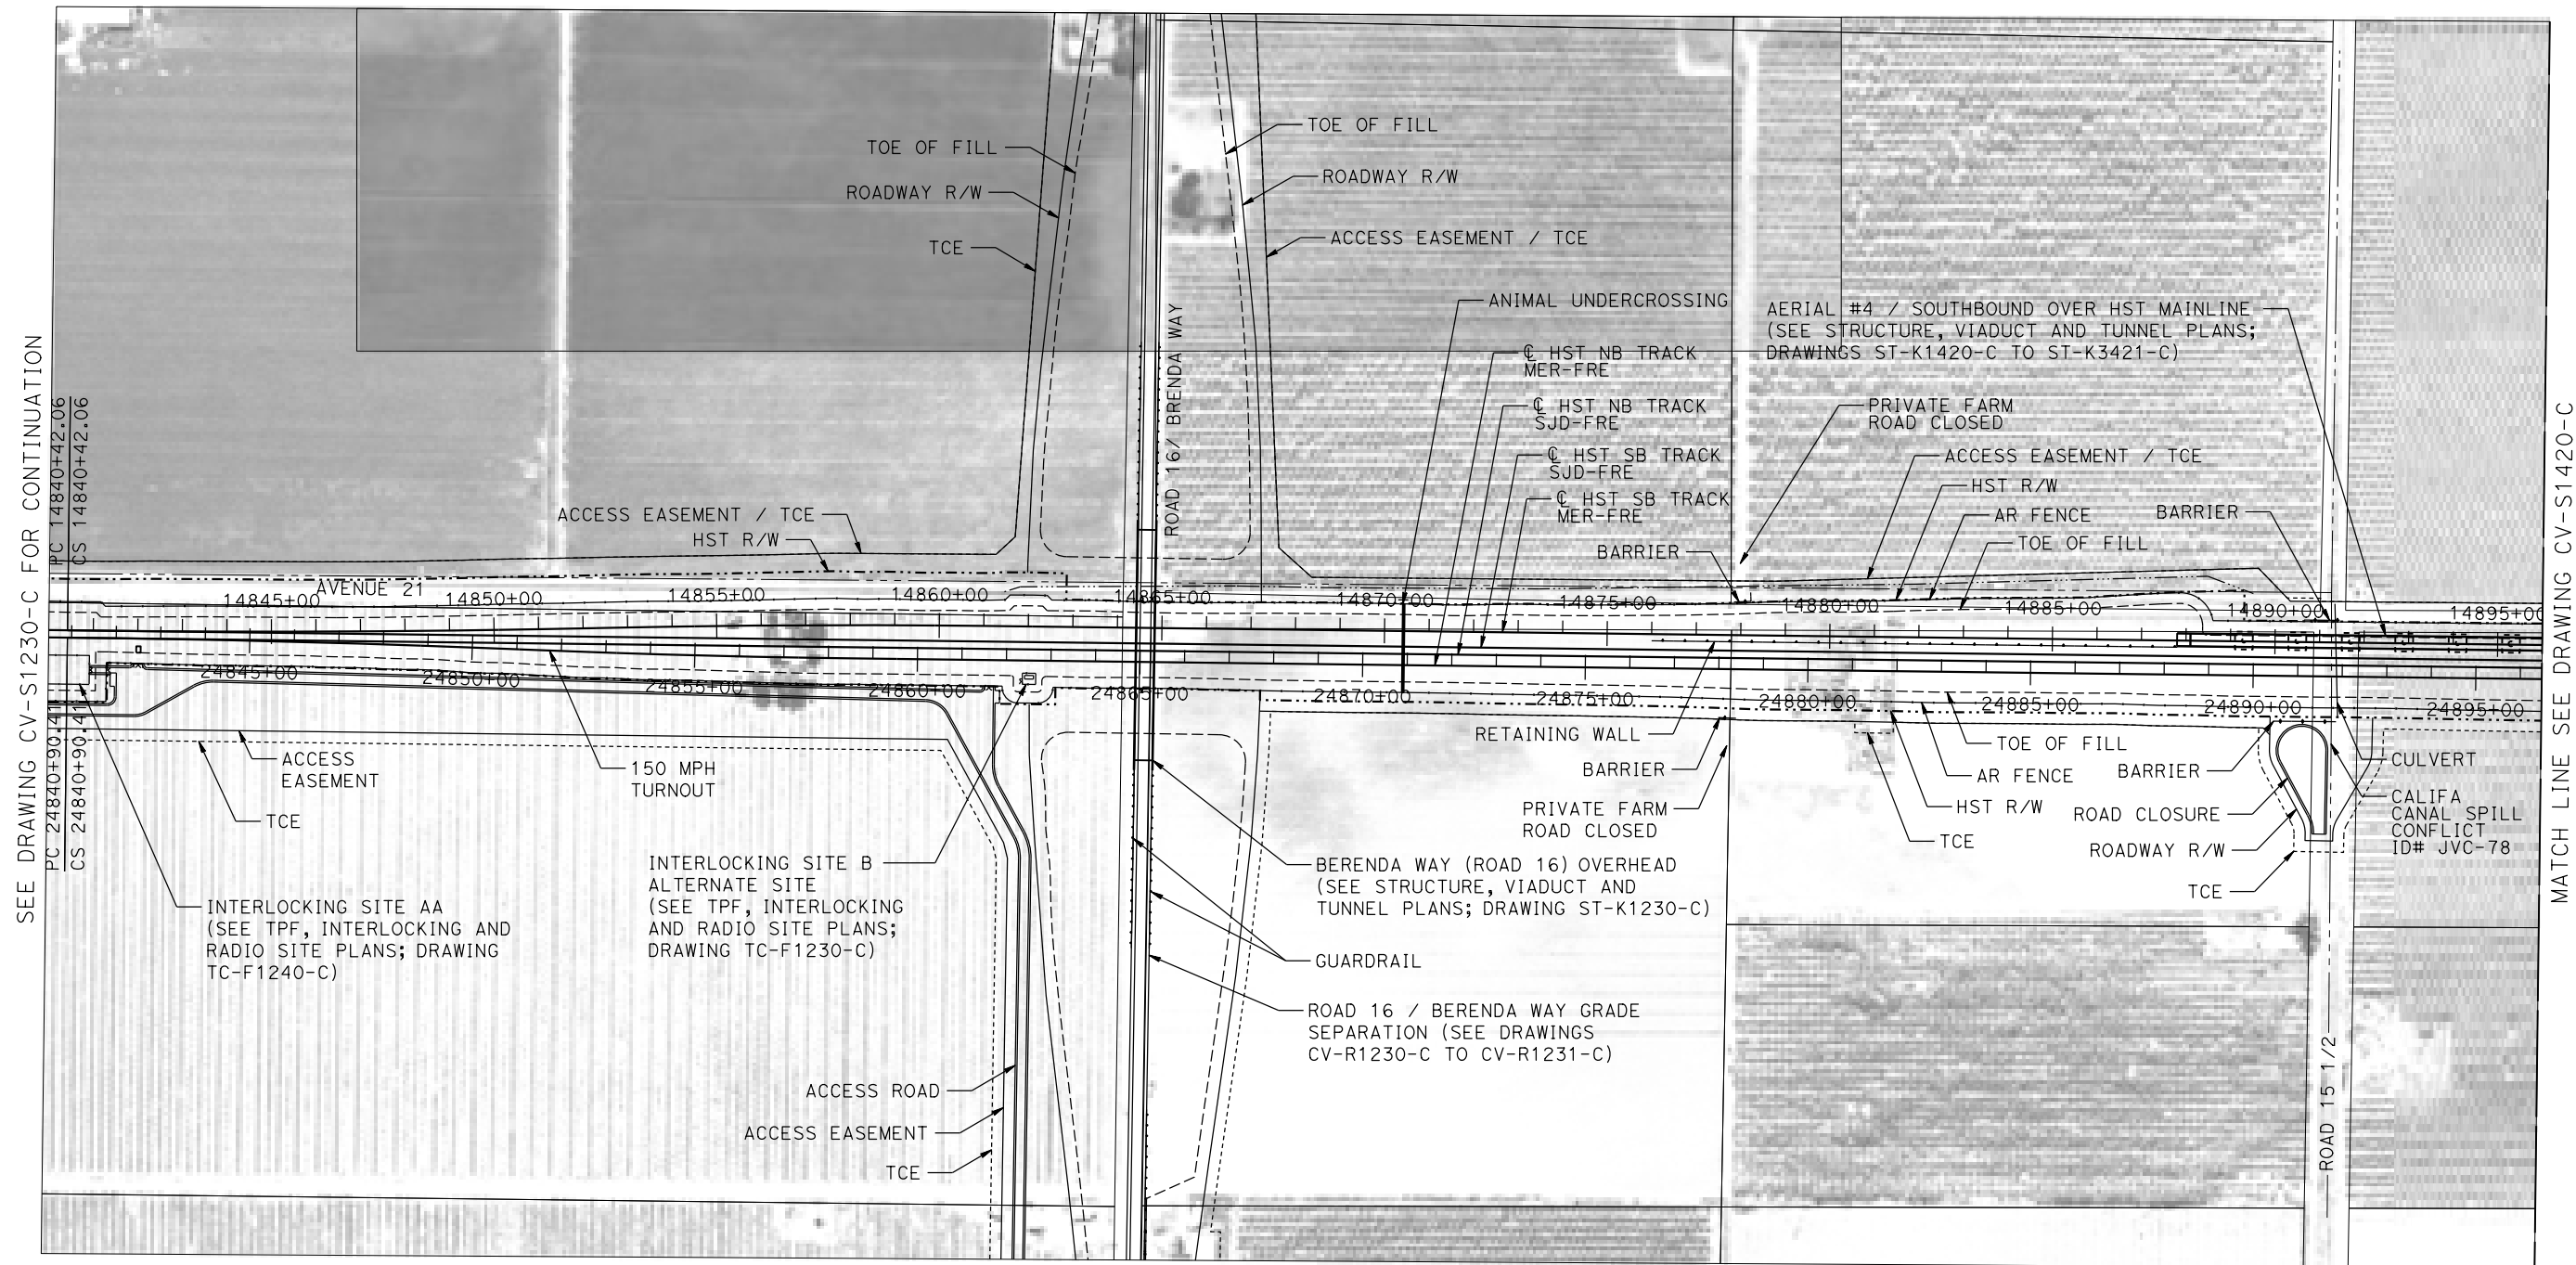 SEE DRAWING CV-S1230-C FOR CONTINUATION
PC 14840+42.06
CS 14840+42.06
PC 24840+90.41
CS 24840+90.41
TOE OF FILL
ROADWAY R/W
TCE
TOE OF FILL
ROADWAY R/W
ACCESS EASEMENT / TCE
ROAD 16/ BRENDA WAY
ANIMAL UNDERCROSSING
℄ HST NB TRACK
MER-FRE
℄ HST NB TRACK
SJD-FRE
℄ HST SB TRACK
SJD-FRE
℄ HST SB TRACK
MER-FRE
BARRIER
AERIAL #4 / SOUTHBOUND OVER HST MAINLINE
(SEE STRUCTURE, VIADUCT AND TUNNEL PLANS;
DRAWINGS ST-K1420-C TO ST-K3421-C)
PRIVATE FARM
ROAD CLOSED
ACCESS EASEMENT / TCE
HST R/W
AR FENCE
BARRIER
TOE OF FILL
ACCESS EASEMENT / TCE
HST R/W
AVENUE 21
14845+00
14850+00
14855+00
14860+00
14865+00
14870+00
14875+00
14880+00
14885+00
14890+00
14895+00
24845+00
24850+00
24855+00
24860+00
24865+00
24870+00
24875+00
24880+00
24885+00
24890+00
24895+00
ACCESS
EASEMENT
TCE
150 MPH
TURNOUT
INTERLOCKING SITE AA
(SEE TPF, INTERLOCKING AND
RADIO SITE PLANS; DRAWING
TC-F1240-C)
INTERLOCKING SITE B
ALTERNATE SITE
(SEE TPF, INTERLOCKING
AND RADIO SITE PLANS;
DRAWING TC-F1230-C)
ACCESS ROAD
ACCESS EASEMENT
TCE
RETAINING WALL
BARRIER
PRIVATE FARM
ROAD CLOSED
BERENDA WAY (ROAD 16) OVERHEAD
(SEE STRUCTURE, VIADUCT AND
TUNNEL PLANS; DRAWING ST-K1230-C)
GUARDRAIL
ROAD 16 / BERENDA WAY GRADE
SEPARATION (SEE DRAWINGS
CV-R1230-C TO CV-R1231-C)
TOE OF FILL
AR FENCE
HST R/W
TCE
BARRIER
ROAD CLOSURE
ROADWAY R/W
TCE
CULVERT
CALIFA
CANAL SPILL
CONFLICT
ID# JVC-78
ROAD 15 1/2
MATCH LINE SEE DRAWING CV-S1420-C